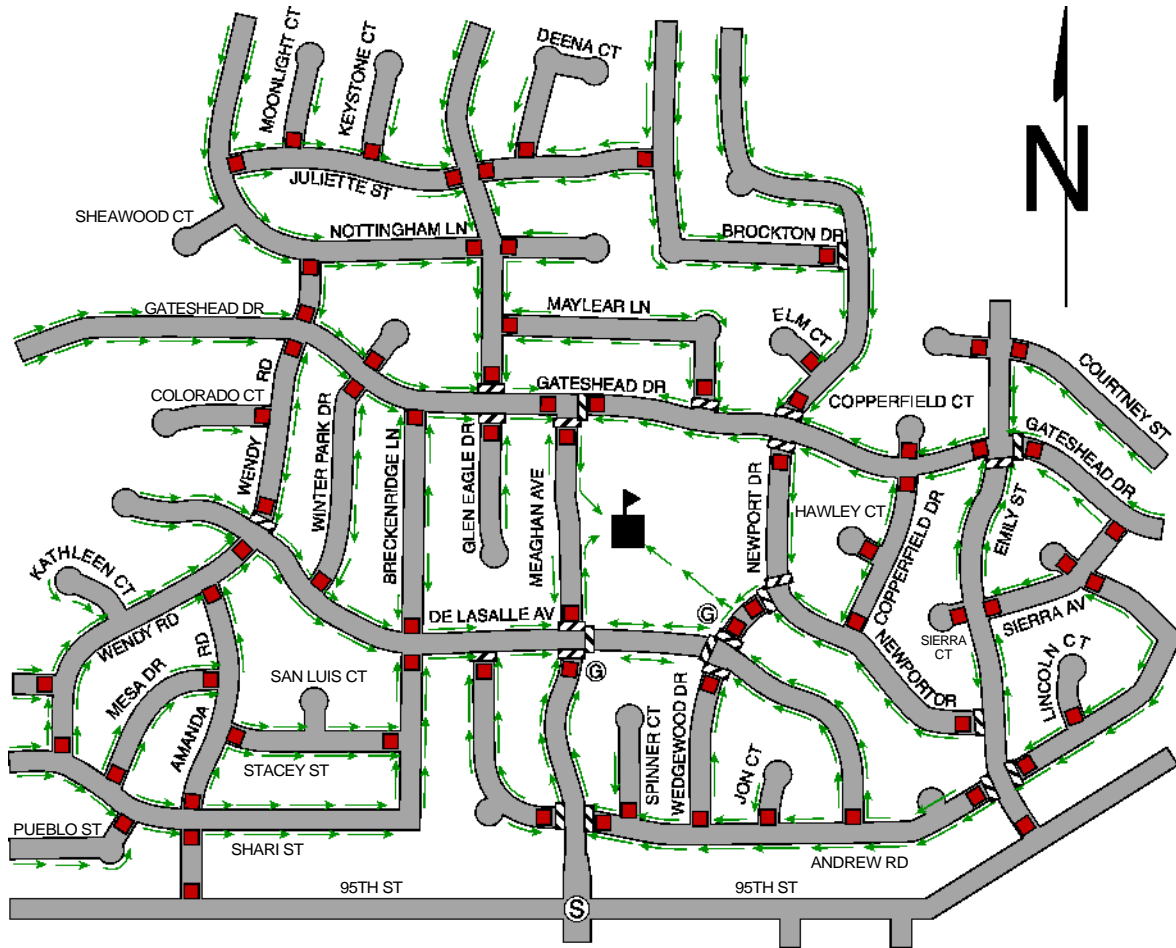 MOONLIGHT CT
KEYSTONE CT
DEENA CT
JULIETTE ST
SHEAWOOD CT
NOTTINGHAM LN
BROCKTON DR
N
GATESHEAD DR
MAYLEAR LN
ELM CT
COURTNEY ST
WENDY RD
COLORADO CT
WINTER PARK DR
GATESHEAD DR
COPPERFIELD CT
GATESHEAD DR
BRECKENRIDGE LN
GLEN EAGLE DR
MEAGHAN AVE
NEWPORT DR
HAWLEY CT
COPPERFIELD DR
EMILY ST
KATHLEEN CT
WENDY RD
DE LASALLE AV
G
SIERRA AV
SIERRA
CT
NEWPORT DR
LINCOLN CT
MESA DR
AMANDA RD
SAN LUIS CT
G
STACEY ST
SPINNER CT
WEDGEWOOD DR
JON CT
PUEBLO ST
SHARI ST
ANDREW RD
95TH ST
S
95TH ST